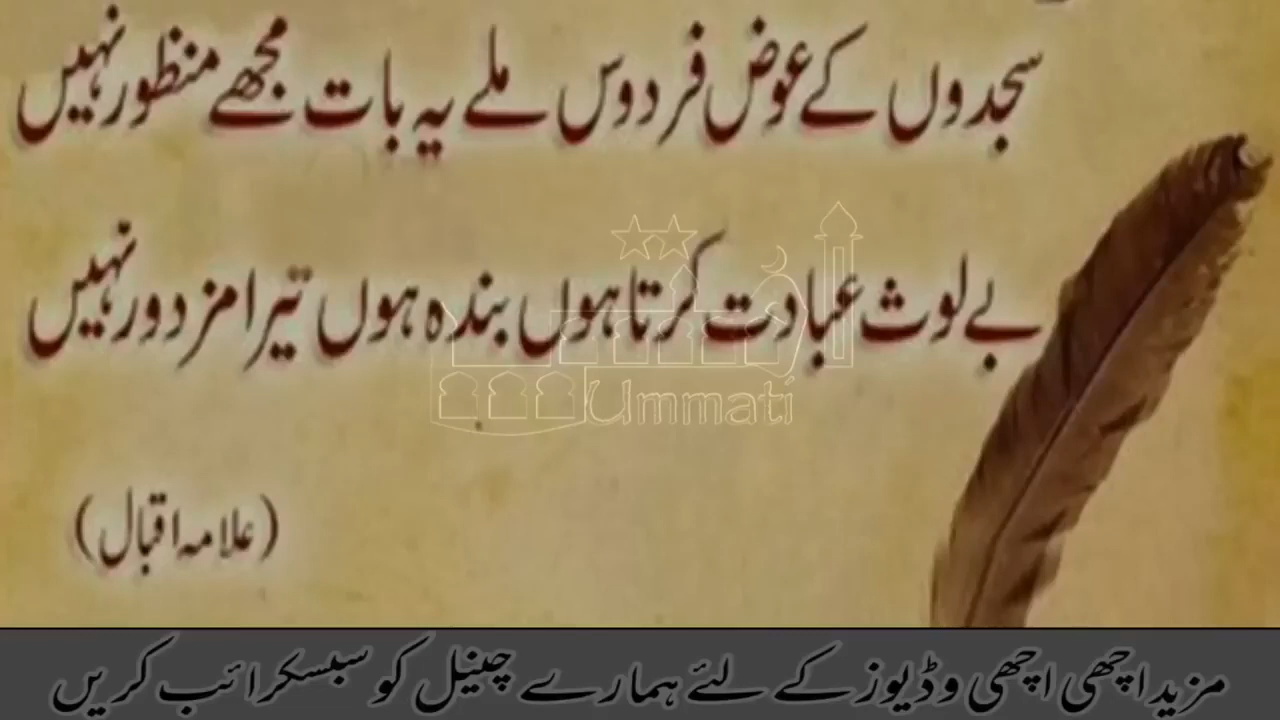 سجدوں کے عوض فردوس ملے یہ بات مجھے منظور نہیں
بے لوث عبادت کرتا ہوں بندہ ہوں تیرا مزدور نہیں
Ummati
(علامہ اقبال)
مزید اچھی اچھی وڈیوز کے لئے ہمارے چینیل کو سبسکرائب کریں